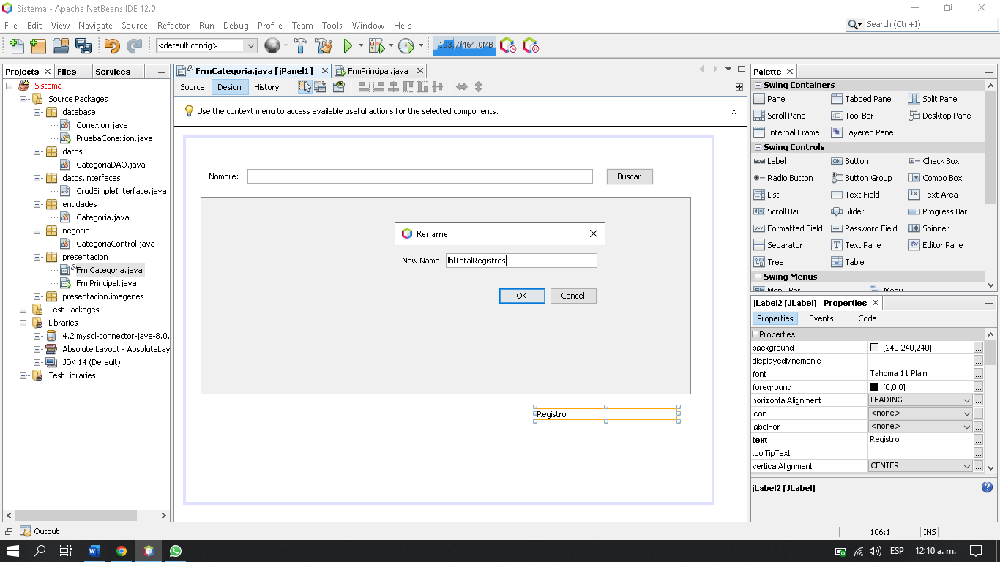 Sistema - Apache NetBeans IDE 12.0
File Edit View Navigate Source Refactor Run Debug Profile Team Tools Window Help
Search (Ctrl+I)
<default config>
193,7/464,0MB
Projects Files Services
Sistema
Source Packages
database
Conexion.java
PruebaConexion.java
datos
CategoriaDAO.java
datos.interfaces
CrudSimpleInterface.java
entidades
Categoria.java
negocio
CategoriaControl.java
presentacion
FrmCategoria.java
FrmPrincipal.java
presentacion.imagenes
Test Packages
Libraries
4.2 mysql-connector-java-8.0.
Absolute Layout - AbsoluteLay
JDK 14 (Default)
Test Libraries
FrmCategoria.java [jPanel1] FrmPrincipal.java
Source Design History
Use the context menu to access available useful actions for the selected components.
x
Nombre:
Buscar
Rename
New Name: lblTotalRegistros
OK Cancel
Registro
Palette
Swing Containers
Panel Tabbed Pane Split Pane
Scroll Pane Tool Bar Desktop Pane
Internal Frame Layered Pane
Swing Controls
label Label OK Button Check Box
Radio Button Button Group Combo Box
List Text Field Text Area
Scroll Bar Slider Progress Bar
Formatted Field Password Field Spinner
Separator Text Pane Editor Pane
Tree Table
Swing Menus
Menu Bar Menu
jLabel2 [JLabel] - Properties
Properties Events Code
Properties
background [240,240,240] ...
displayedMnemonic ...
font Tahoma 11 Plain ...
foreground [0,0,0] ...
horizontalAlignment LEADING ...
icon <none> ...
labelFor <none> ...
text Registro ...
toolTipText ...
verticalAlignment CENTER ...
jLabel2 [JLabel]
Output
106:1 INS
ESP 12:10 a. m.